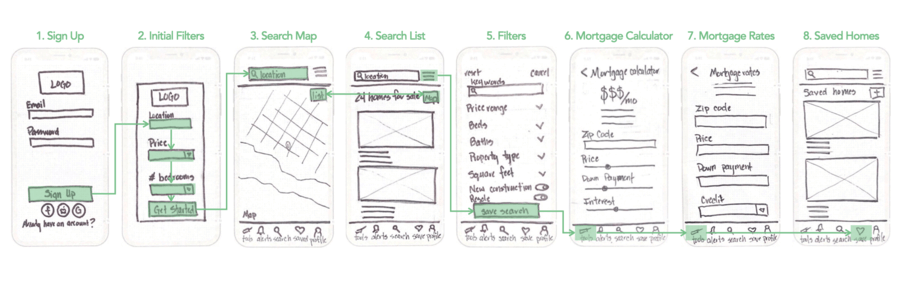 1. Sign Up
LOGO
Email
Password
Sign Up
Already have an account?
2. Initial Filters
LOGO
Location
Price
# bedrooms
Get Started
3. Search Map
location
List
Map
tools alerts search saved profile
4. Search List
location
24 Homes for sale
Map
tools alerts search save profile
5. Filters
reset
cancel
Keywords
Price range
Beds
Baths
Property type
Square feet
New construction
Resale
save search
tools alerts search save profile
6. Mortgage Calculator
< Mortgage calculator
$$$/mo
Zip Code
Price
Down Payment
Interest
tools alerts search save profile
7. Mortgage Rates
< Mortgage rates
Zip code
Price
Down payment
Credit
tools alerts search save profile
8. Saved Homes
Saved homes
+
tools alerts search save profile